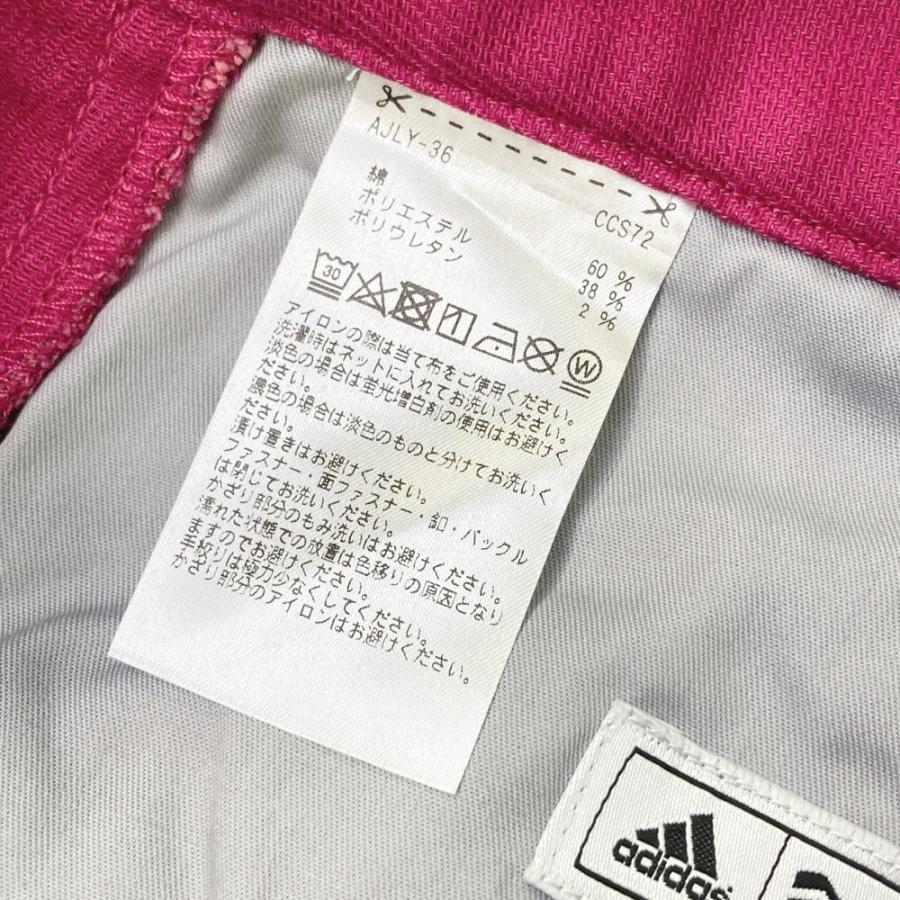 AJLY-36 CCS72
綿 60 %
ポリエステル 38 %
ポリウレタン 2 %
30 W
アイロンの際は当て布をご使用ください。
洗濯時はネットに入れてお洗いください。
淡色の場合は蛍光増白剤の使用はお避けく
ださい。
濃色の場合は淡色のものと分けてお洗いく
ださい。
漬け置きはお避けください。
ファスナー・面ファスナー・釦・バックル
は閉じてお洗いください。
かざり部分のもみ洗いはお避けください。
濡れた状態での放置は色移りの原因となり
ますのでお避けください。
手絞りは極力少なくしてください。
かざり部分のアイロンはお避けください。
adidas